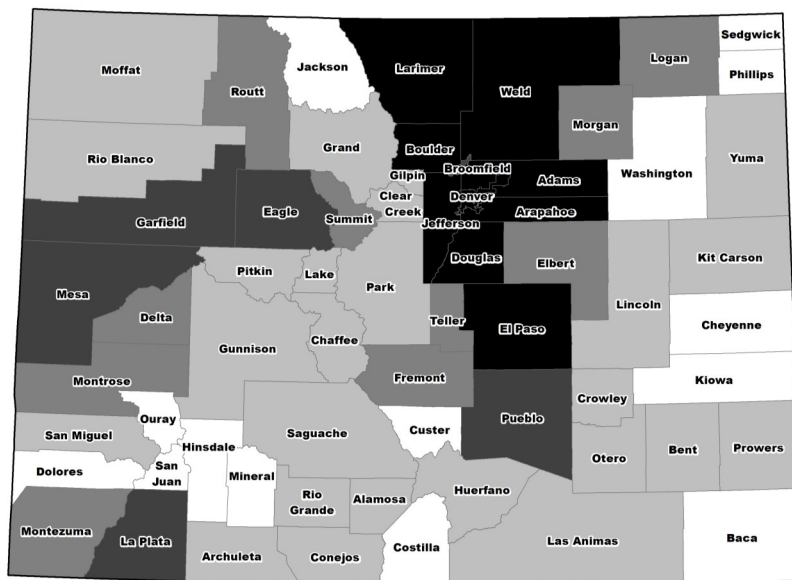 Sedgwick
Logan
Moffat
Jackson
Larimer
Phillips
Routt
Weld
Morgan
Grand
Boulder
Rio Blanco
Yuma
Broomfield
Washington
Gilpin
Adams
Clear
Creek
Denver
Eagle
Arapahoe
Garfield
Summit
Jefferson
Douglas
Kit Carson
Elbert
Pitkin
Lake
Park
Mesa
Lincoln
Delta
Teller
Cheyenne
El Paso
Chaffee
Gunnison
Fremont
Montrose
Kiowa
Crowley
Ouray
Pueblo
Custer
Saguache
San Miguel
Hinsdale
Prowers
Bent
Otero
Dolores
San
Juan
Mineral
Huerfano
Rio
Grande
Alamosa
Montezuma
La Plata
Baca
Las Animas
Costilla
Archuleta
Conejos